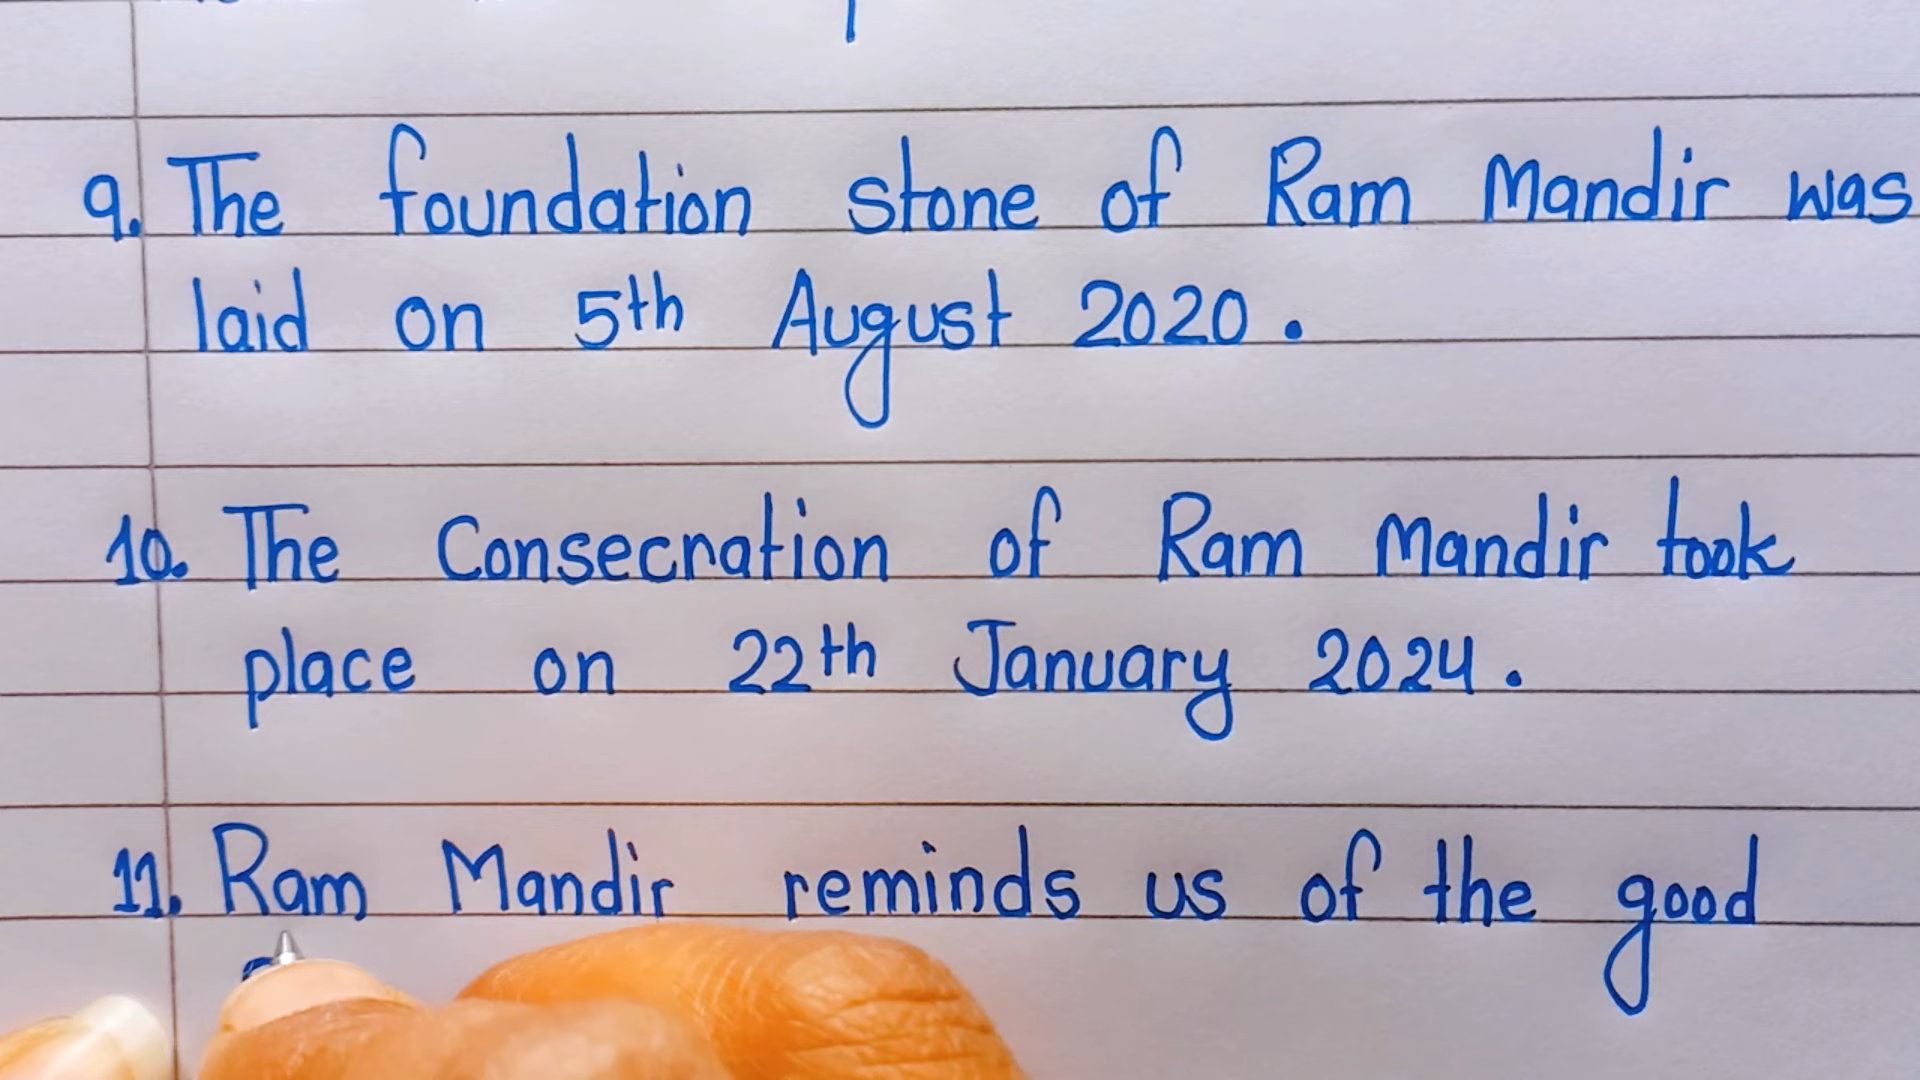 9. The foundation stone of Ram Mandir was
laid on 5th August 2020.
10. The Consecration of Ram Mandir took
place on 22th January 2024.
11. Ram Mandir reminds us of the good